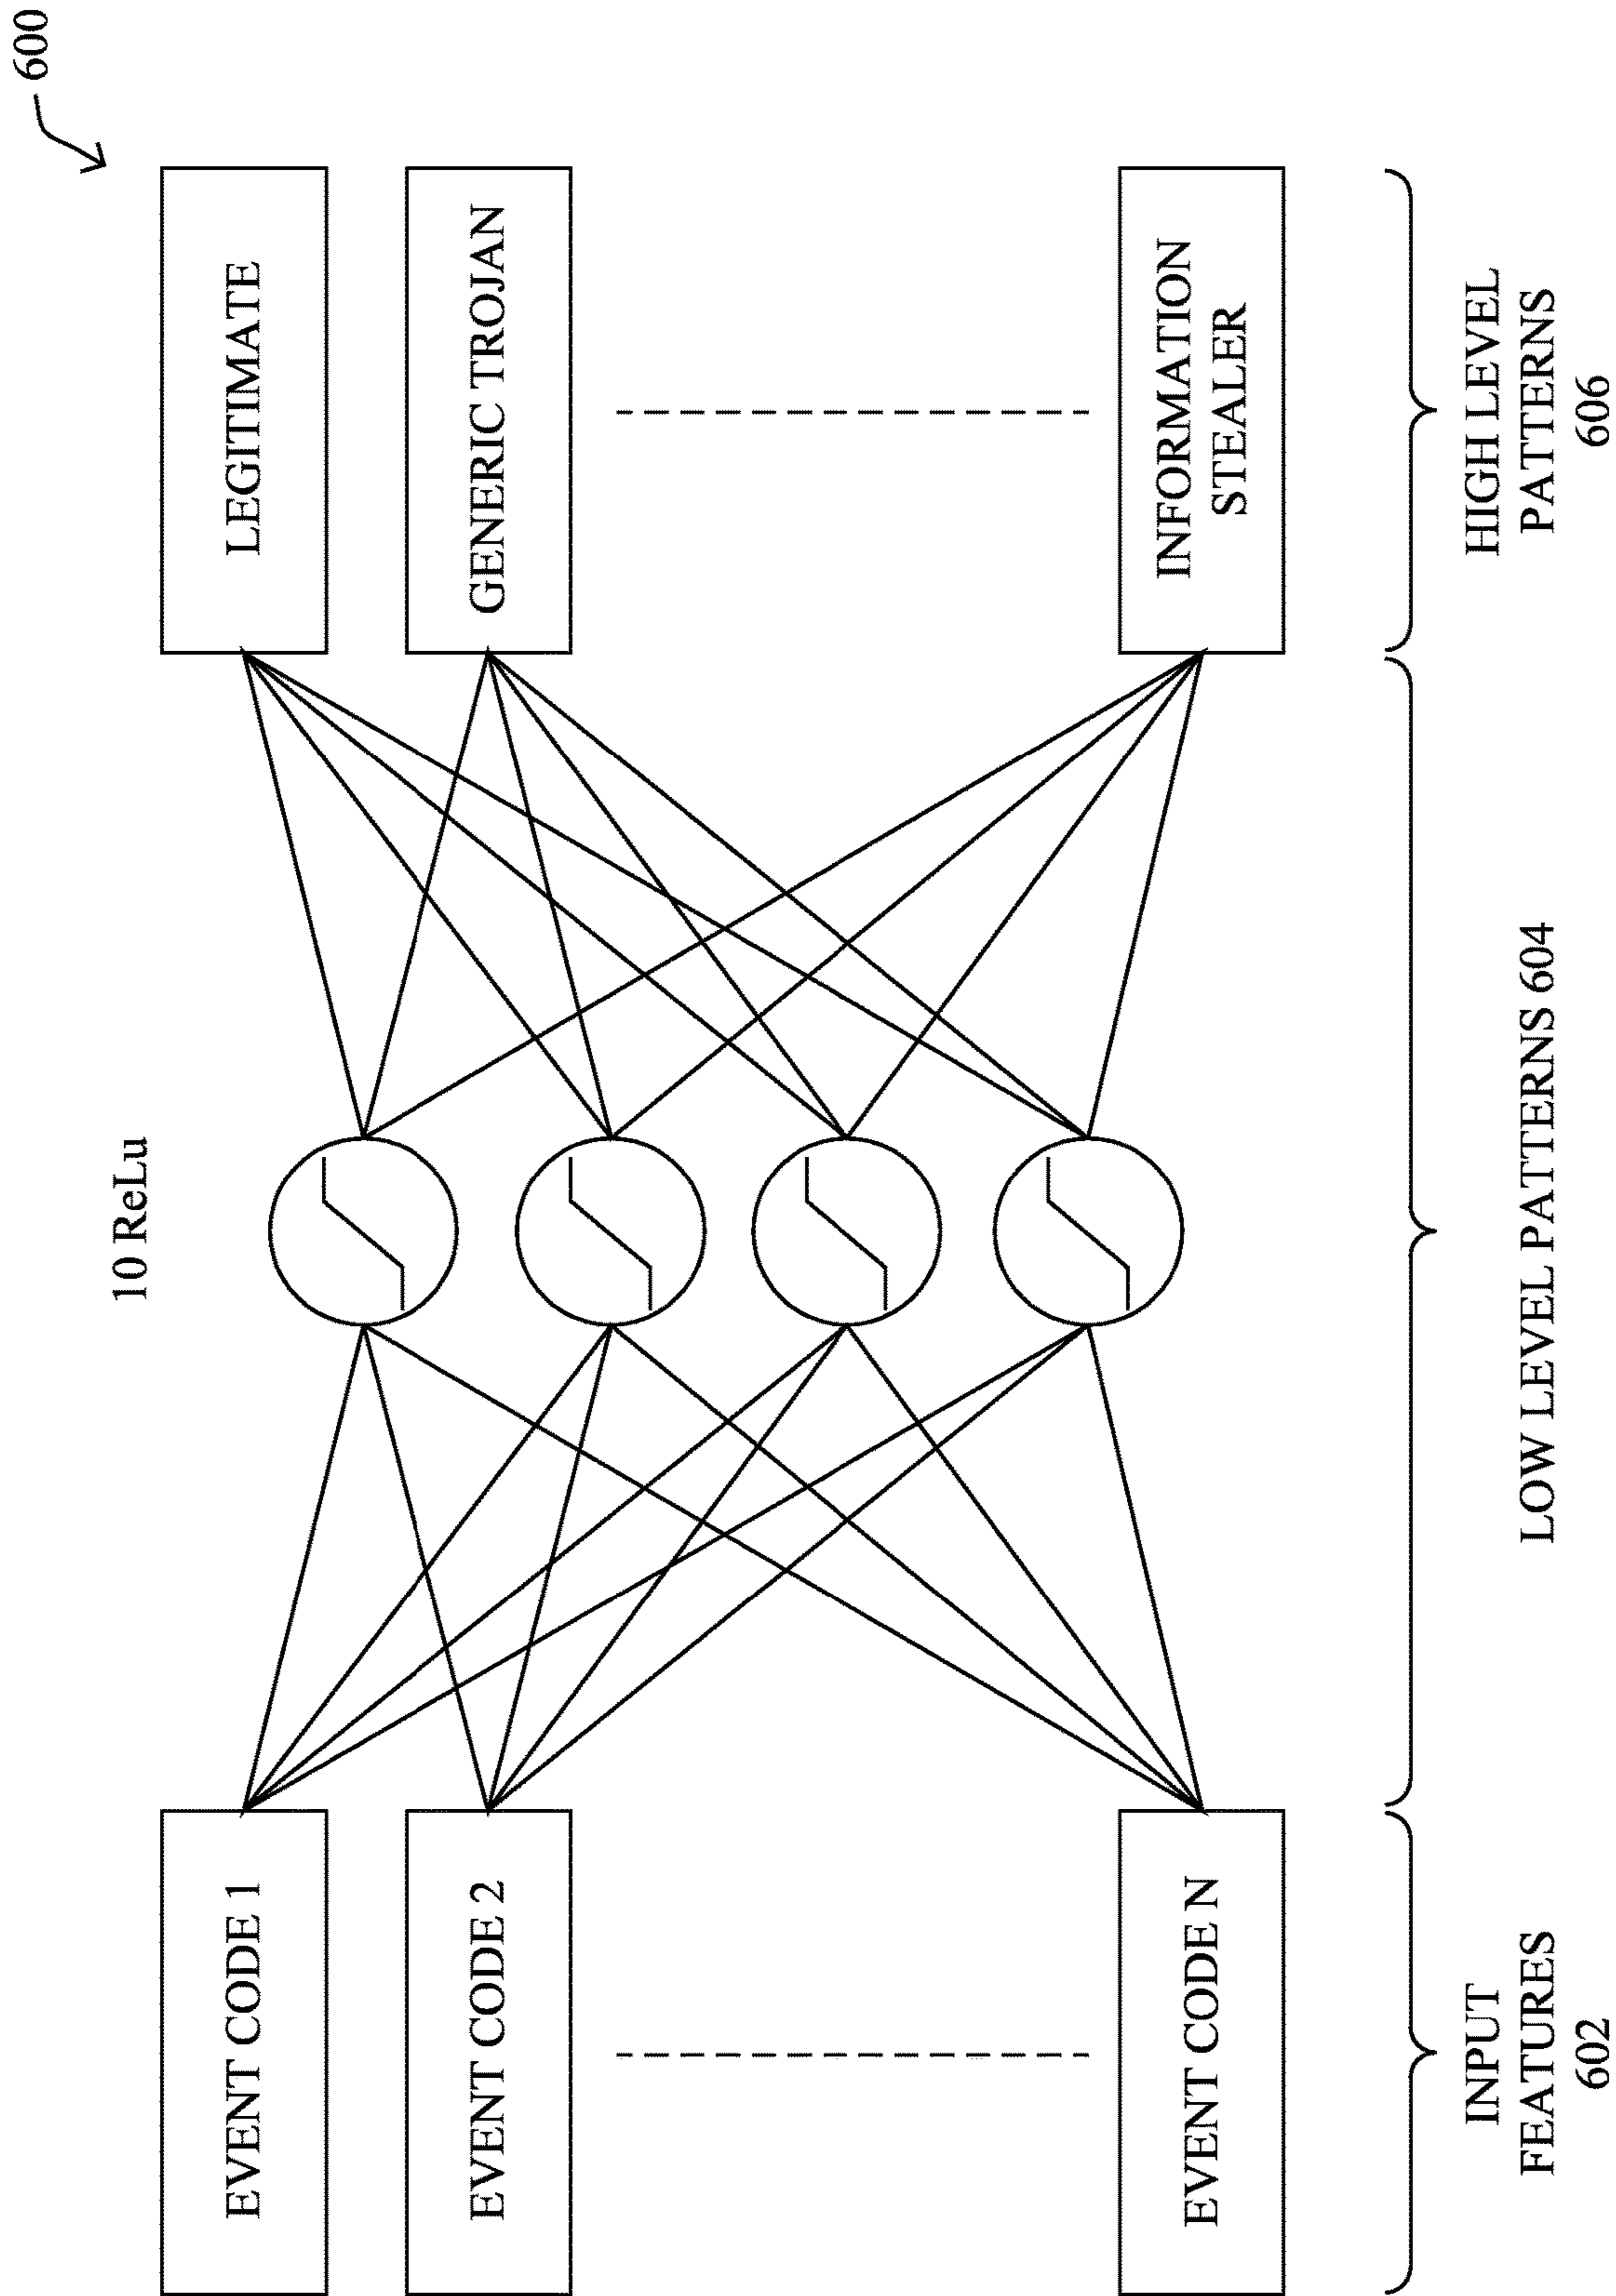 600
10 ReLu
EVENT CODE 1
EVENT CODE 2
EVENT CODE N
LEGITIMATE
GENERIC TROJAN
INFORMATION
STEALER
INPUT
FEATURES
602
LOW LEVEL PATTERNS 604
HIGH LEVEL
PATTERNS
606